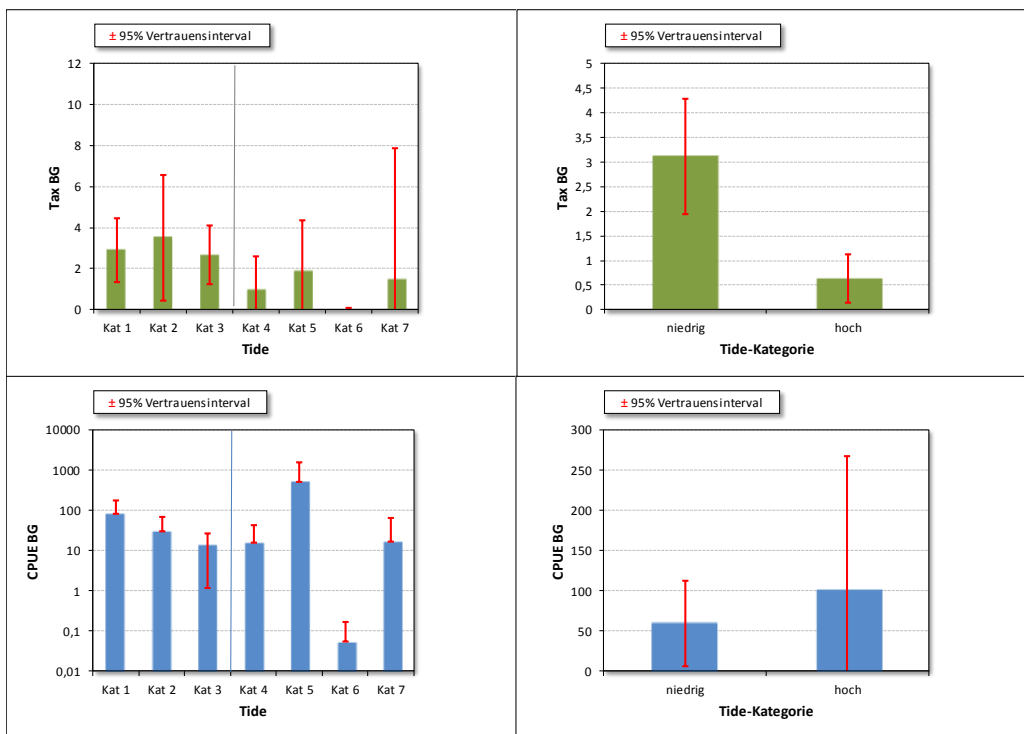 ± 95% Vertrauensinterval
12
10
8
6
4
2
0
Tax BG
Kat 1 Kat 2 Kat 3 Kat 4 Kat 5 Kat 6 Kat 7
Tide
± 95% Vertrauensinterval
5
4,5
4
3,5
3
2,5
2
1,5
1
0,5
0
Tax BG
niedrig hoch
Tide-Kategorie
± 95% Vertrauensinterval
10000
1000
100
10
1
0,1
0,01
CPUE BG
Kat 1 Kat 2 Kat 3 Kat 4 Kat 5 Kat 6 Kat 7
Tide
± 95% Vertrauensinterval
300
250
200
150
100
50
0
CPUE BG
niedrig hoch
Tide-Kategorie